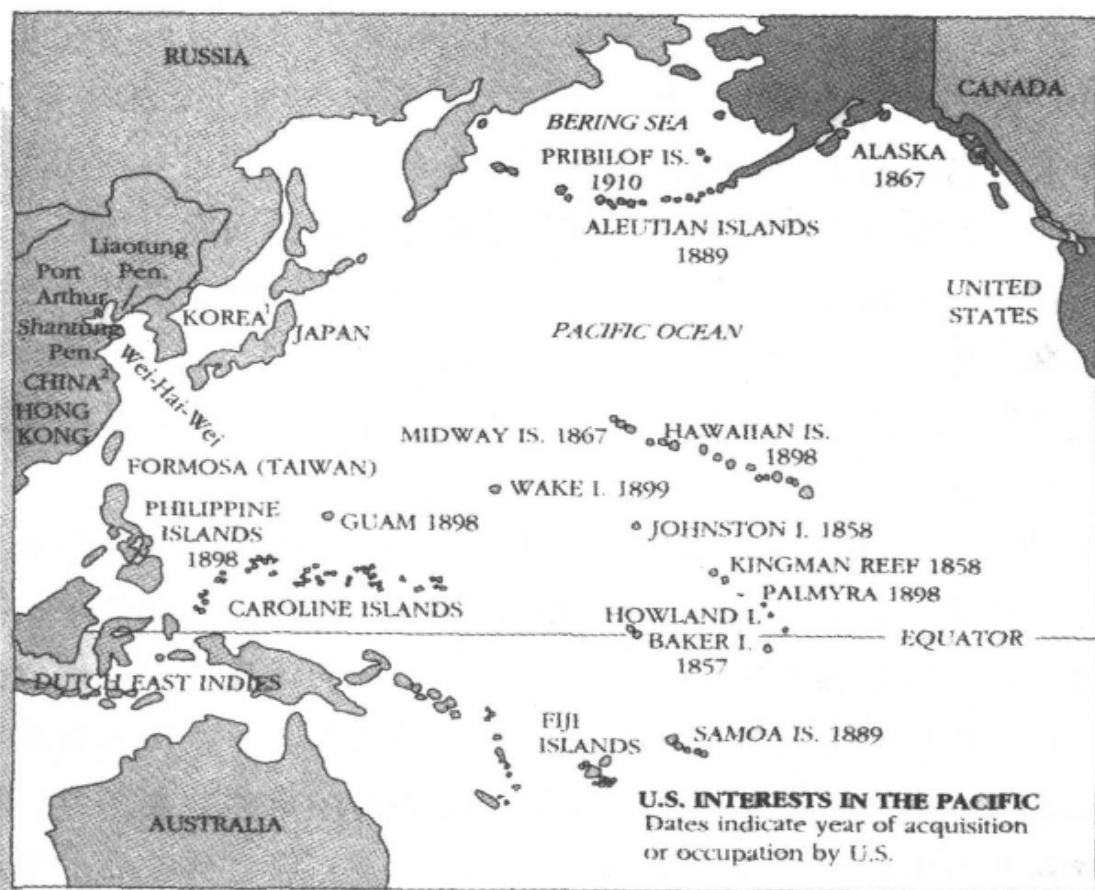 RUSSIA
CANADA
BERING SEA
PRIBILOF IS.
1910
ALASKA
1867
ALEUTIAN ISLANDS
1889
Liaotung
Pen.
Port
Arthur
Shantung
Pen.
KOREA¹
JAPAN
UNITED
STATES
PACIFIC OCEAN
CHINA²
HONG
KONG
Wei-Hai-Wei
MIDWAY IS. 1867
HAWAIIAN IS.
1898
FORMOSA (TAIWAN)
WAKE I. 1899
PHILIPPINE
ISLANDS
1898
GUAM 1898
JOHNSTON I. 1858
KINGMAN REEF 1858
PALMYRA 1898
CAROLINE ISLANDS
HOWLAND I.
BAKER I.
1857
EQUATOR
DUTCH EAST INDIES
FIJI
ISLANDS
SAMOA IS. 1889
AUSTRALIA
U.S. INTERESTS IN THE PACIFIC
Dates indicate year of acquisition
or occupation by U.S.